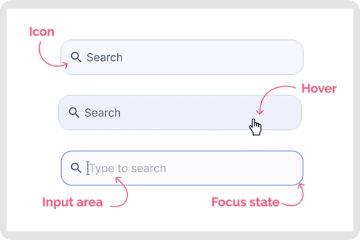 Icon
Search
Hover
Search
Type to search
Input area
Focus state